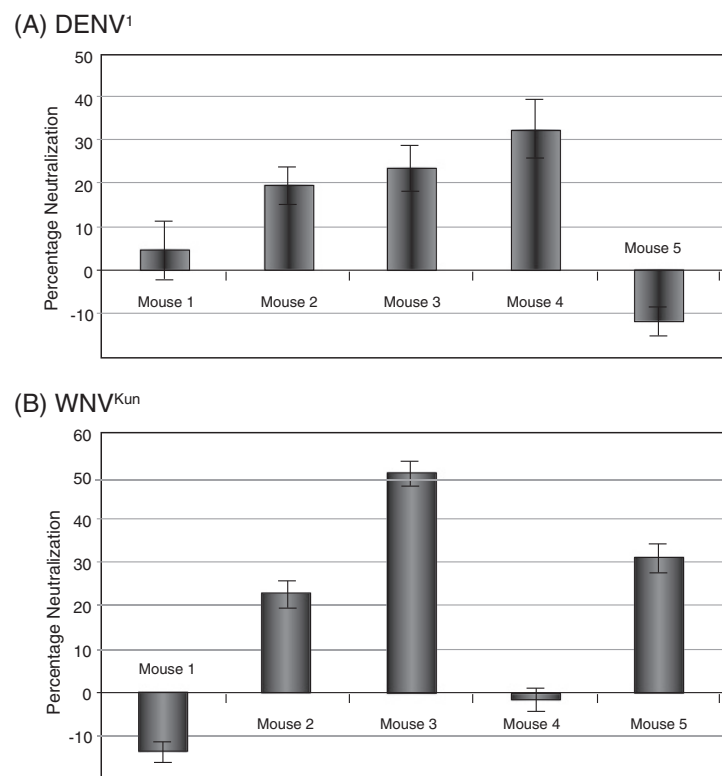 (A) DENV¹
Percentage Neutralization
50
40
30
20
10
0
-10
Mouse 1
Mouse 2
Mouse 3
Mouse 4
Mouse 5
(B) WNVᴷᵘⁿ
Percentage Neutralization
60
50
40
30
20
10
0
-10
Mouse 1
Mouse 2
Mouse 3
Mouse 4
Mouse 5